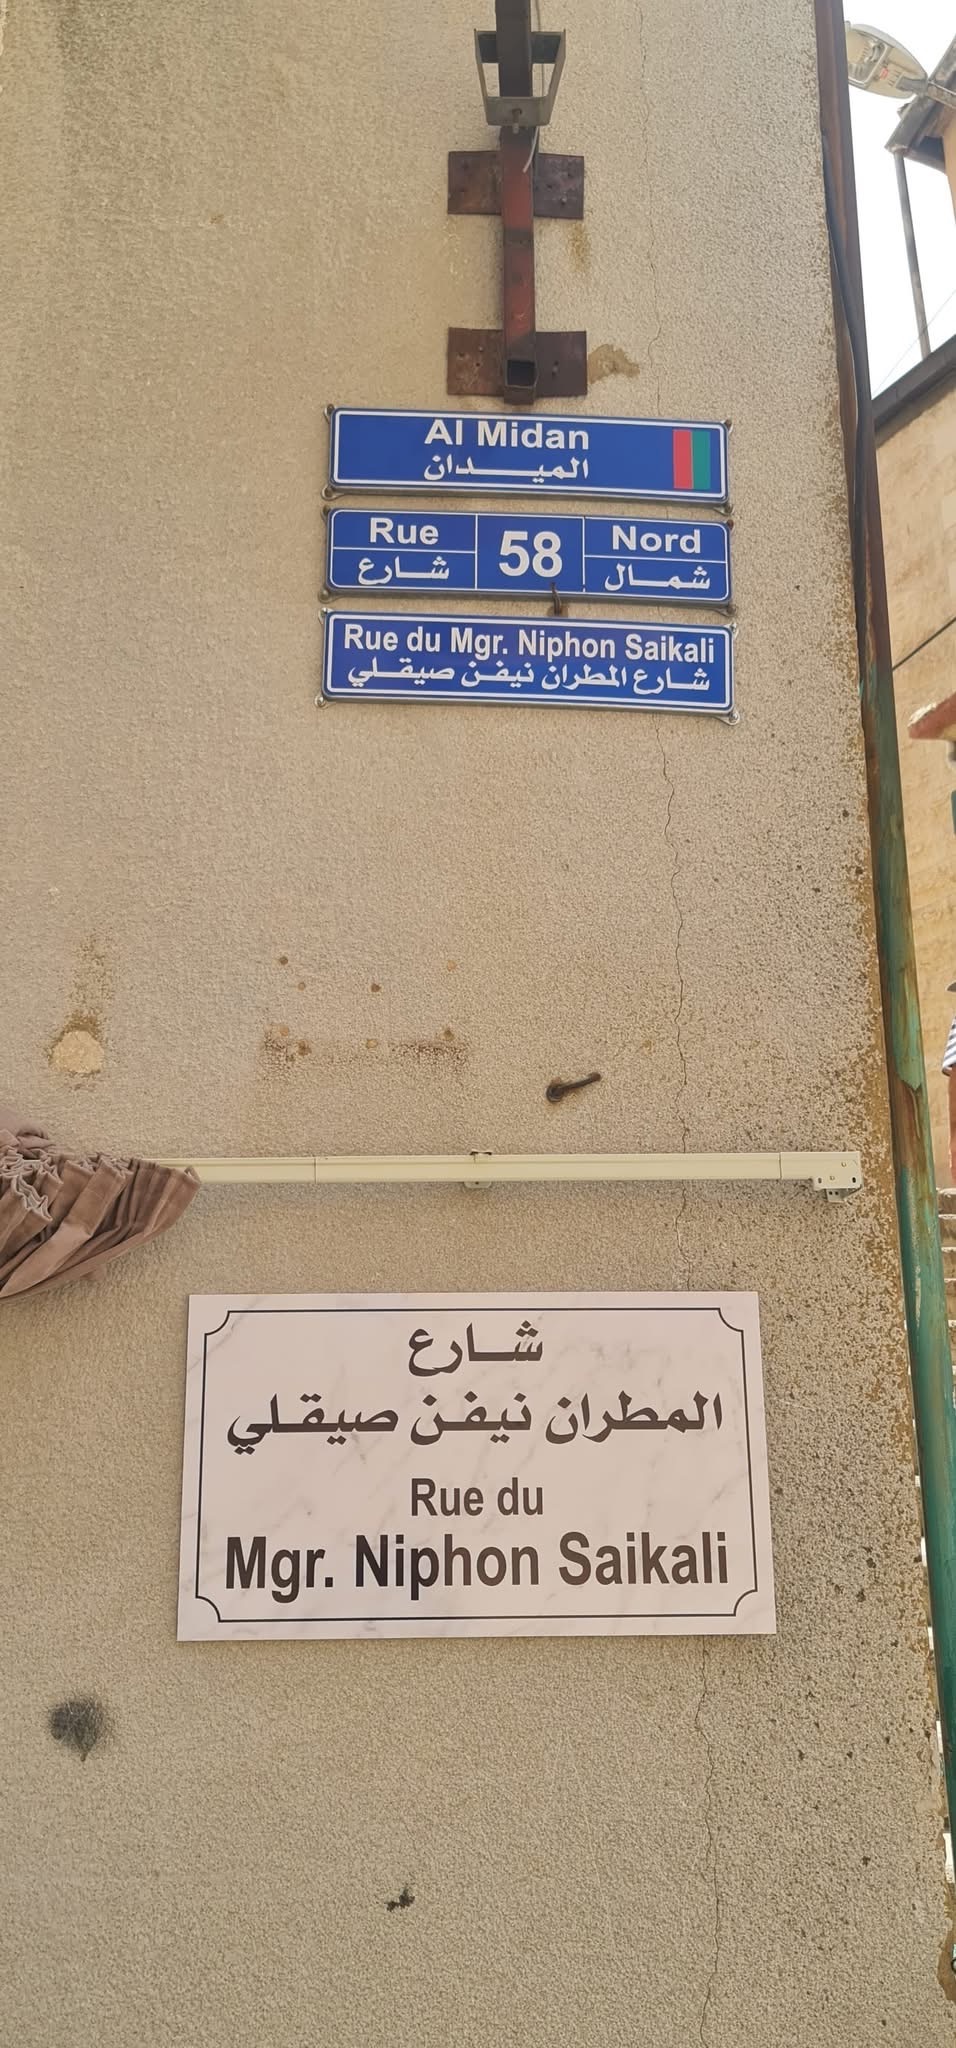 Al Midan
الميدان
Rue 58 Nord
شارع شمال
Rue du Mgr. Niphon Saikali
شارع المطران نيفن صيقلي
شارع
المطران نيفن صيقلي
Rue du
Mgr. Niphon Saikali